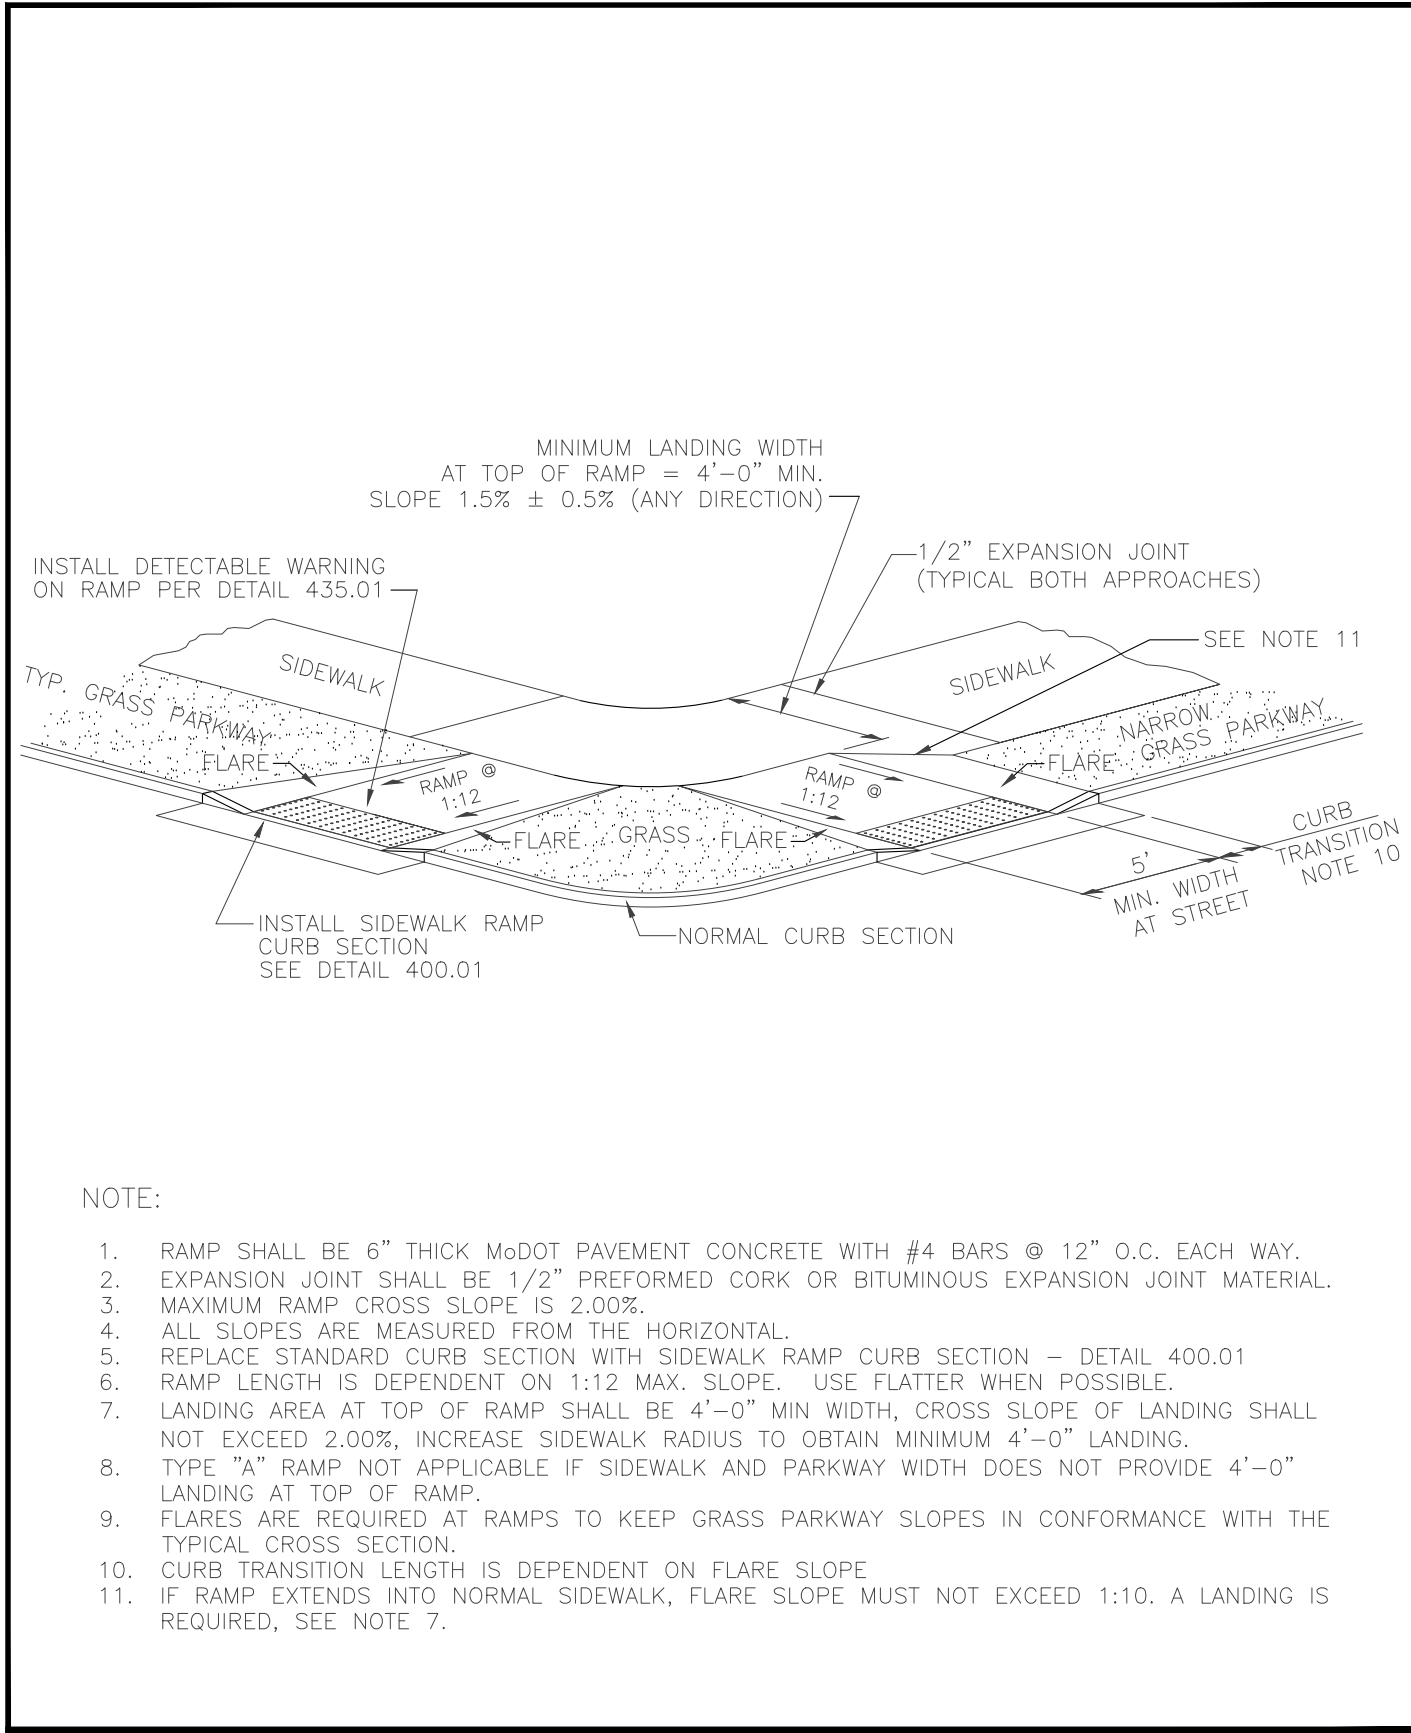 MINIMUM LANDING WIDTH
AT TOP OF RAMP = 4'-0" MIN.
SLOPE 1.5% ± 0.5% (ANY DIRECTION)
1/2" EXPANSION JOINT
(TYPICAL BOTH APPROACHES)
INSTALL DETECTABLE WARNING
ON RAMP PER DETAIL 435.01
SEE NOTE 11
SIDEWALK
SIDEWALK
TYP. GRASS PARKWAY
NARROW
GRASS PARKWAY
FLARE
RAMP @
1:12
RAMP @
1:12
FLARE
FLARE
GRASS
FLARE
CURB
TRANSITION
NOTE 10
5'
MIN. WIDTH
AT STREET
INSTALL SIDEWALK RAMP
CURB SECTION
SEE DETAIL 400.01
NORMAL CURB SECTION
NOTE:
1. RAMP SHALL BE 6" THICK MoDOT PAVEMENT CONCRETE WITH #4 BARS @ 12" O.C. EACH WAY.
2. EXPANSION JOINT SHALL BE 1/2" PREFORMED CORK OR BITUMINOUS EXPANSION JOINT MATERIAL.
3. MAXIMUM RAMP CROSS SLOPE IS 2.00%.
4. ALL SLOPES ARE MEASURED FROM THE HORIZONTAL.
5. REPLACE STANDARD CURB SECTION WITH SIDEWALK RAMP CURB SECTION - DETAIL 400.01
6. RAMP LENGTH IS DEPENDENT ON 1:12 MAX. SLOPE. USE FLATTER WHEN POSSIBLE.
7. LANDING AREA AT TOP OF RAMP SHALL BE 4'-0" MIN WIDTH, CROSS SLOPE OF LANDING SHALL
NOT EXCEED 2.00%, INCREASE SIDEWALK RADIUS TO OBTAIN MINIMUM 4'-0" LANDING.
8. TYPE "A" RAMP NOT APPLICABLE IF SIDEWALK AND PARKWAY WIDTH DOES NOT PROVIDE 4'-0"
LANDING AT TOP OF RAMP.
9. FLARES ARE REQUIRED AT RAMPS TO KEEP GRASS PARKWAY SLOPES IN CONFORMANCE WITH THE
TYPICAL CROSS SECTION.
10. CURB TRANSITION LENGTH IS DEPENDENT ON FLARE SLOPE
11. IF RAMP EXTENDS INTO NORMAL SIDEWALK, FLARE SLOPE MUST NOT EXCEED 1:10. A LANDING IS
REQUIRED, SEE NOTE 7.